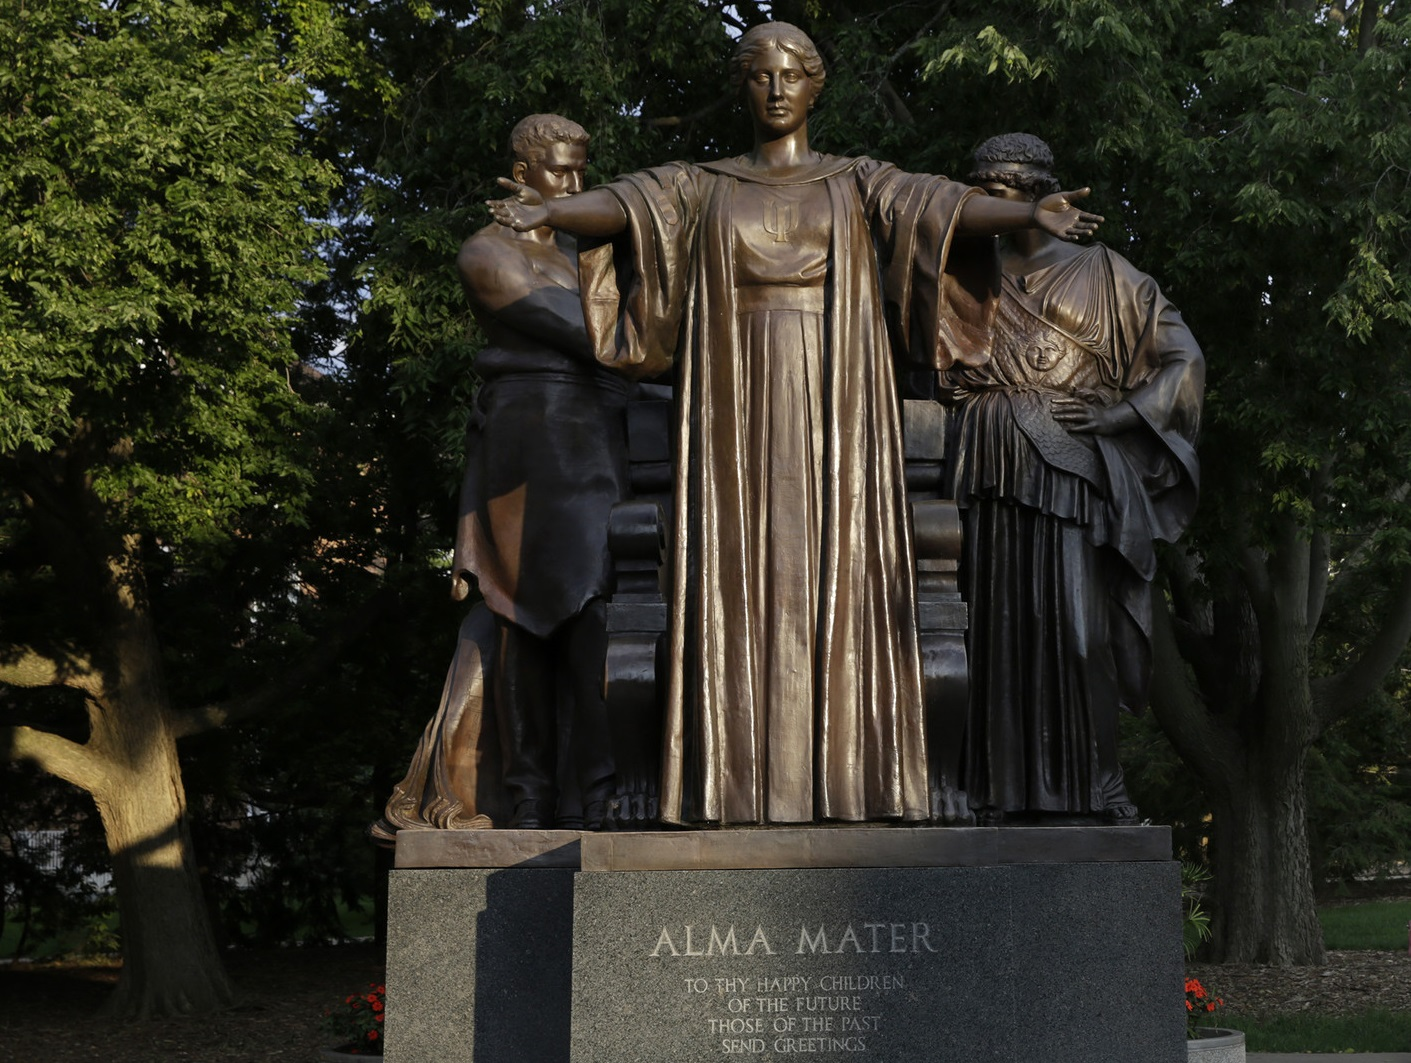 ALMA MATER
TO THY HAPPY CHILDREN
OF THE FUTURE
THOSE OF THE PAST
SEND GREETINGS